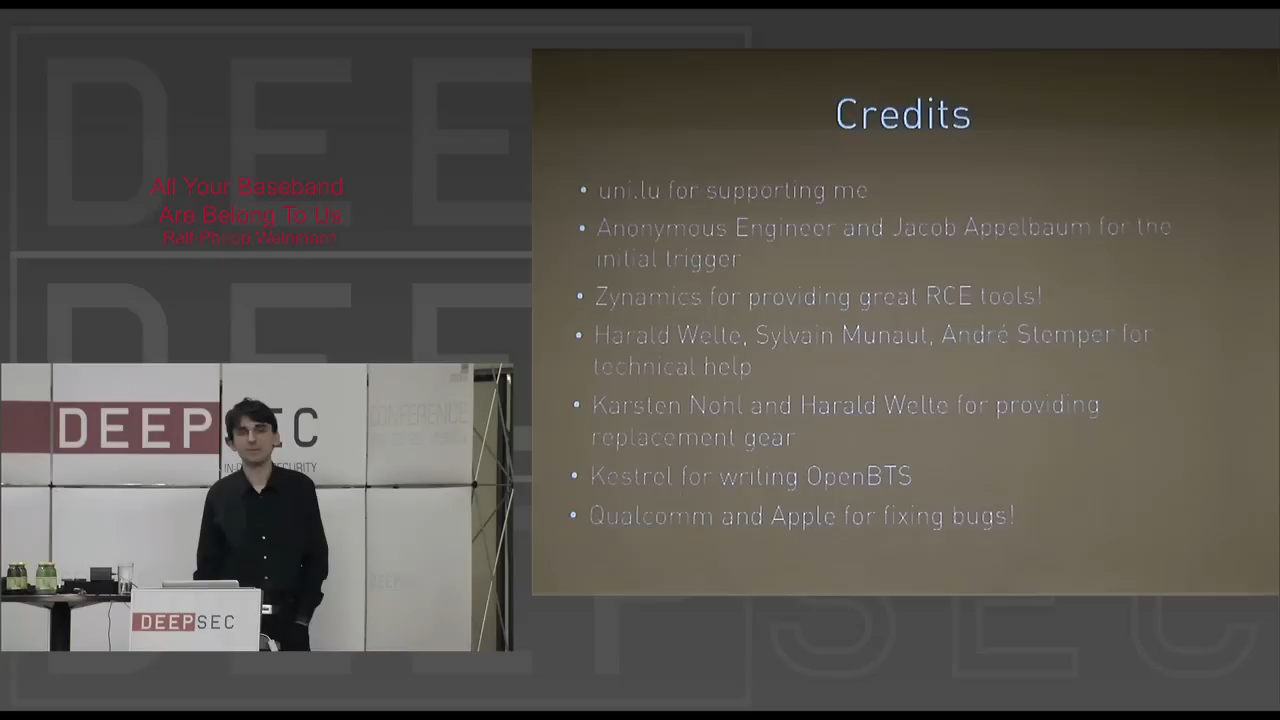 All Your Baseband
Are Belong To Us
Ralf-Philipp Weinmann
Credits
• uni.lu for supporting me
• Anonymous Engineer and Jacob Appelbaum for the
initial trigger
• Zynamics for providing great RCE tools!
• Harald Welte, Sylvain Munaut, André Stemper for
technical help
• Karsten Nohl and Harald Welte for providing
replacement gear
• Kestrel for writing OpenBTS
• Qualcomm and Apple for fixing bugs!
DEEPSEC
CONFERENCE
DEEPSEC